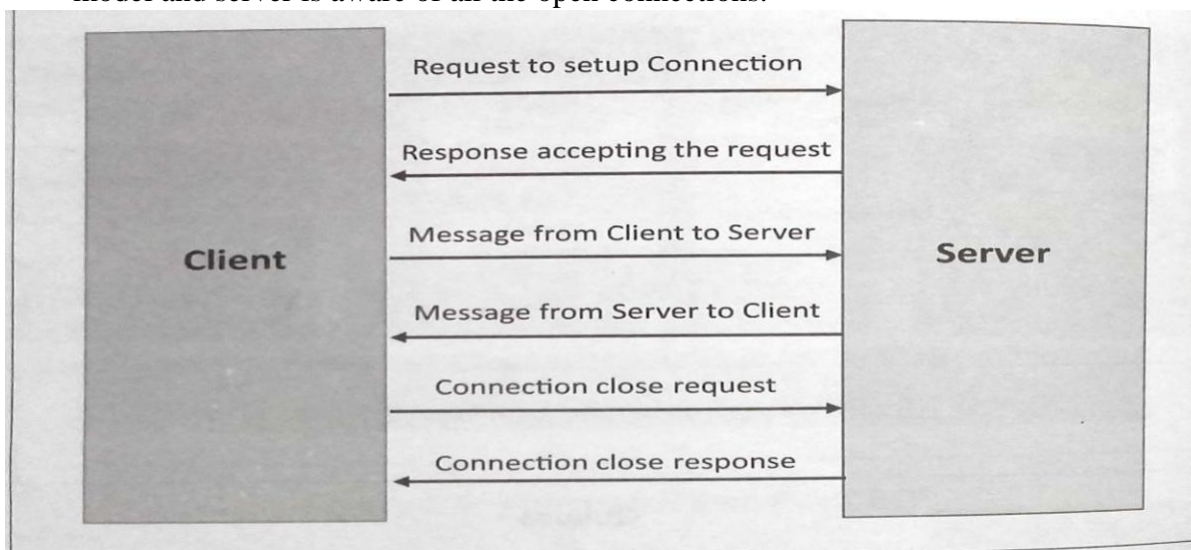 model and server is aware of all the open connections.
Request to setup Connection
Response accepting the request
Message from Client to Server
Client
Server
Message from Server to Client
Connection close request
Connection close response